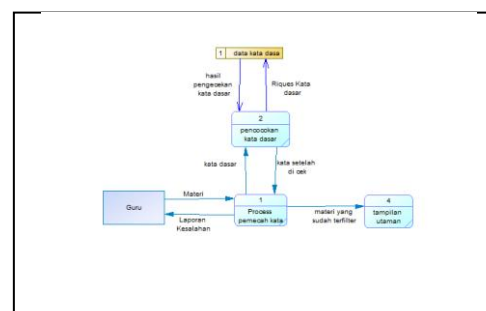 1 data kata dasa
hasil
pengecekan
kata dasar
Riques Kata
dasar
2
pencocokan
kata dasar
kata dasar
kata setelah
di cek
Guru
Materi
Laporan
Kesalahan
1
Process
pemecah kata
materi yang
sudah terfilter
4
tampilan
utaman